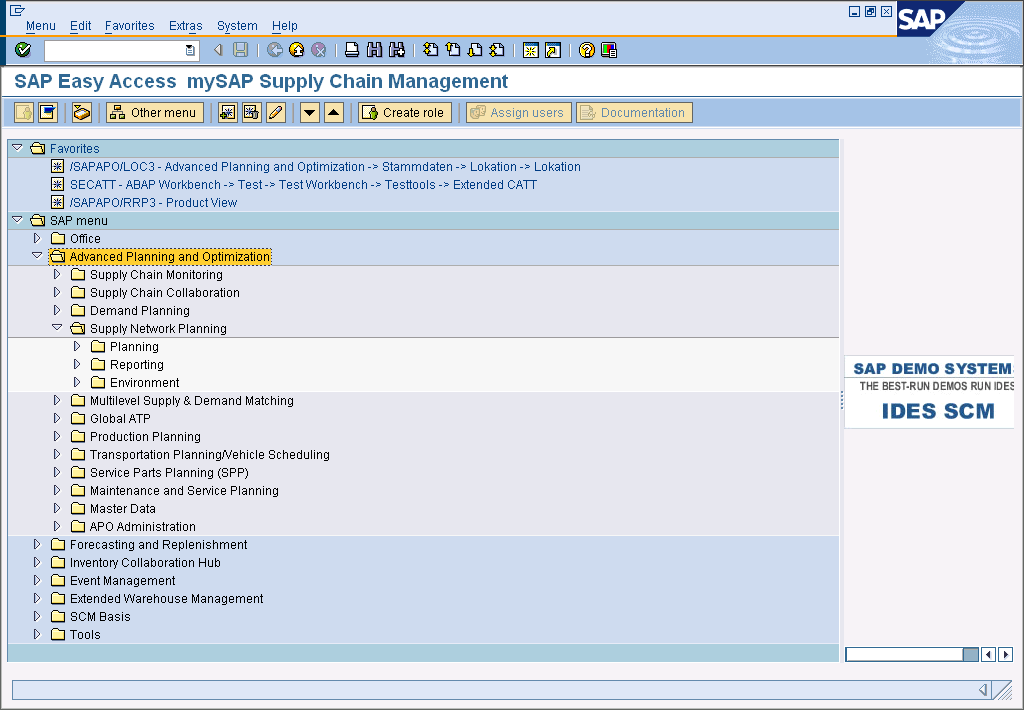 Menu Edit Favorites Extras System Help
SAP
SAP Easy Access mySAP Supply Chain Management
Other menu Create role Assign users Documentation
Favorites
/SAPAPO/LOC3 - Advanced Planning and Optimization -> Stammdaten -> Lokation -> Lokation
SECATT - ABAP Workbench -> Test -> Test Workbench -> Testtools -> Extended CATT
/SAPAPO/RRP3 - Product View
SAP menu
Office
Advanced Planning and Optimization
Supply Chain Monitoring
Supply Chain Collaboration
Demand Planning
Supply Network Planning
Planning
Reporting
Environment
Multilevel Supply & Demand Matching
Global ATP
Production Planning
Transportation Planning/Vehicle Scheduling
Service Parts Planning (SPP)
Maintenance and Service Planning
Master Data
APO Administration
Forecasting and Replenishment
Inventory Collaboration Hub
Event Management
Extended Warehouse Management
SCM Basis
Tools
SAP DEMO SYSTEM
THE BEST-RUN DEMOS RUN IDES
IDES SCM